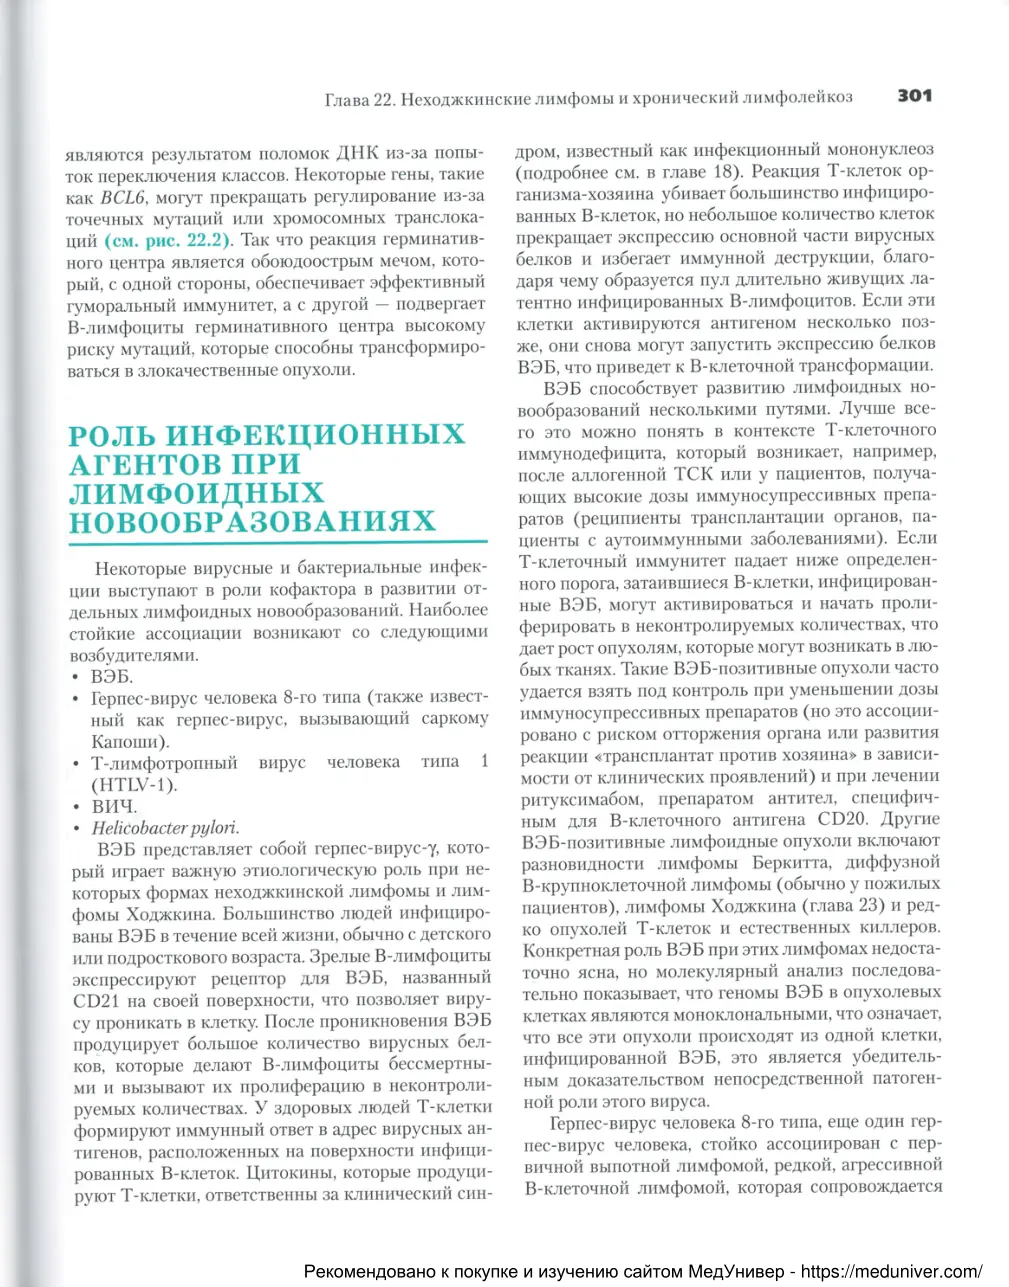 Глава 22. Неходжкинские лимфомы и хронический лимфолейкоз 301
являются результатом поломок ДНК из-за попы-
ток переключения классов. Некоторые гены, такие
как BCL6, могут прекращать регулирование из-за
точечных мутаций или хромосомных транслока-
ций (см. рис. 22.2). Так что реакция герминатив-
ного центра является обоюдоострым мечом, кото-
рый, с одной стороны, обеспечивает эффективный
гуморальный иммунитет, а с другой — подвергает
В-лимфоциты герминативного центра высокому
риску мутаций, которые способны трансформиро-
ваться в злокачественные опухоли.
РОЛЬ ИНФЕКЦИОННЫХ
АГЕНТОВ ПРИ
ЛИМФОИДНЫХ
НОВООБРАЗОВАНИЯХ
Некоторые вирусные и бактериальные инфек-
ции выступают в роли кофактора в развитии от-
дельных лимфоидных новообразований. Наиболее
стойкие ассоциации возникают со следующими
возбудителями.
• ВЭБ.
• Герпес-вирус человека 8-го типа (также извест-
ный как герпес-вирус, вызывающий саркому
Капоши).
• Т-лимфотропный вирус человека типа 1
(HTLV-1).
• ВИЧ.
• Helicobacter pylori.
ВЭБ представляет собой герпес-вирус-γ, кото-
рый играет важную этиологическую роль при не-
которых формах неходжкинской лимфомы и лим-
фомы Ходжкина. Большинство людей инфициро-
ваны ВЭБ в течение всей жизни, обычно с детского
или подросткового возраста. Зрелые В-лимфоциты
экспрессируют рецептор для ВЭБ, названный
CD21 на своей поверхности, что позволяет виру-
су проникать в клетку. После проникновения ВЭБ
продуцирует большое количество вирусных бел-
ков, которые делают В-лимфоциты бессмертны-
ми и вызывают их пролиферацию в неконтроли-
руемых количествах. У здоровых людей Т-клетки
формируют иммунный ответ в адрес вирусных ан-
тигенов, расположенных на поверхности инфици-
рованных В-клеток. Цитокины, которые продуци-
руют Т-клетки, ответственны за клинический син-
дром, известный как инфекционный мононуклеоз
(подробнее см. в главе 18). Реакция Т-клеток ор-
ганизма-хозяина убивает большинство инфициро-
ванных В-клеток, но небольшое количество клеток
прекращает экспрессию основной части вирусных
белков и избегает иммунной деструкции, благо-
даря чему образуется пул длительно живущих ла-
тентно инфицированных В-лимфоцитов. Если эти
клетки активируются антигеном несколько поз-
же, они снова могут запустить экспрессию белков
ВЭБ, что приведет к В-клеточной трансформации.
ВЭБ способствует развитию лимфоидных но-
вообразований несколькими путями. Лучше все-
го это можно понять в контексте Т-клеточного
иммунодефицита, который возникает, например,
после аллогенной ТСК или у пациентов, получа-
ющих высокие дозы иммуносупрессивных препа-
ратов (реципиенты трансплантации органов, па-
циенты с аутоиммунными заболеваниями). Если
Т-клеточный иммунитет падает ниже определен-
ного порога, затаившиеся В-клетки, инфицирован-
ные ВЭБ, могут активироваться и начать проли-
ферировать в неконтролируемых количествах, что
дает рост опухолям, которые могут возникать в лю-
бых тканях. Такие ВЭБ-позитивные опухоли часто
удается взять под контроль при уменьшении дозы
иммуносупрессивных препаратов (но это ассоции-
ровано с риском отторжения органа или развития
реакции «трансплантат против хозяина» в зависи-
мости от клинических проявлений) и при лечении
ритуксимабом, препаратом антител, специфич-
ным для В-клеточного антигена CD20. Другие
ВЭБ-позитивные лимфоидные опухоли включают
разновидности лимфомы Беркитта, диффузной
В-крупноклеточной лимфомы (обычно у пожилых
пациентов), лимфомы Ходжкина (глава 23) и ред-
ко опухолей Т-клеток и естественных киллеров.
Конкретная роль ВЭБ при этих лимфомах недоста-
точно ясна, но молекулярный анализ последова-
тельно показывает, что геномы ВЭБ в опухолевых
клетках являются моноклональными, что означает,
что все эти опухоли происходят из одной клетки,
инфицированной ВЭБ, это является убедитель-
ным доказательством непосредственной патоген-
ной роли этого вируса.
Герпес-вирус человека 8-го типа, еще один гер-
пес-вирус человека, стойко ассоциирован с пер-
вичной выпотной лимфомой, редкой, агрессивной
В-клеточной лимфомой, которая сопровождается
Рекомендовано к покупке и изучению сайтом МедУнивер - https://meduniver.com/